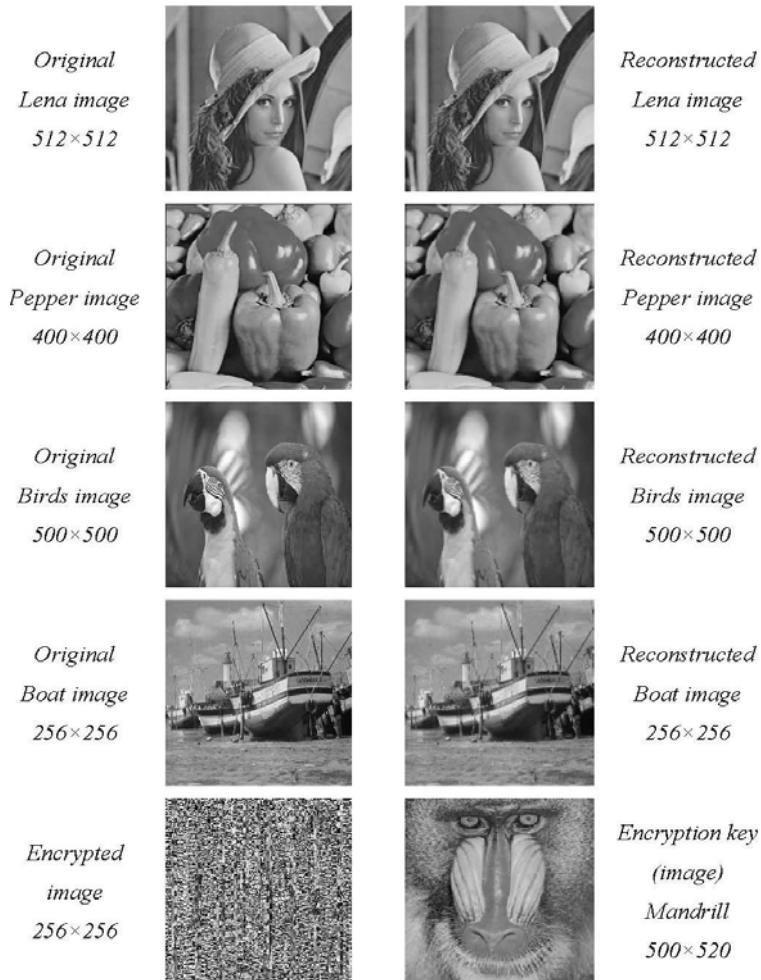 Original
Lena image
512×512
Reconstructed
Lena image
512×512
Original
Pepper image
400×400
Reconstructed
Pepper image
400×400
Original
Birds image
500×500
Reconstructed
Birds image
500×500
Original
Boat image
256×256
Reconstructed
Boat image
256×256
Encrypted
image
256×256
Encryption key
(image)
Mandrill
500×520